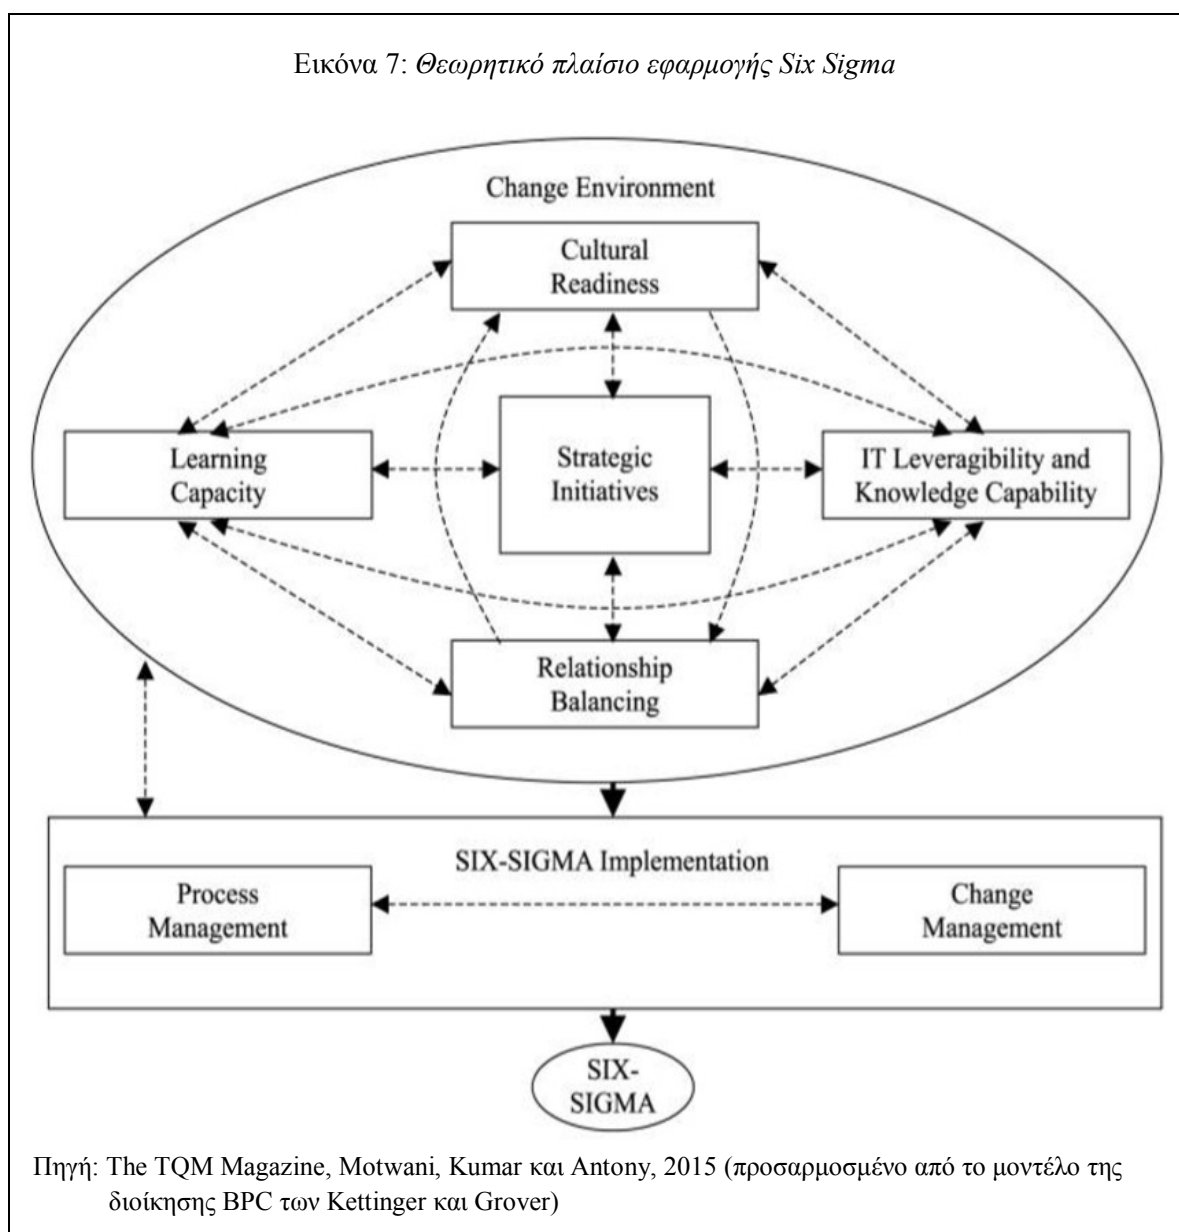 Εικόνα 7: Θεωρητικό πλαίσιο εφαρμογής Six Sigma
Change Environment
Cultural
Readiness
Learning
Capacity
Strategic
Initiatives
IT Leveragibility and
Knowledge Capability
Relationship
Balancing
SIX-SIGMA Implementation
Process
Management
Change
Management
SIX-
SIGMA
Πηγή: The TQM Magazine, Motwani, Kumar και Antony, 2015 (προσαρμοσμένο από το μοντέλο της
διοίκησης BPC των Kettinger και Grover)